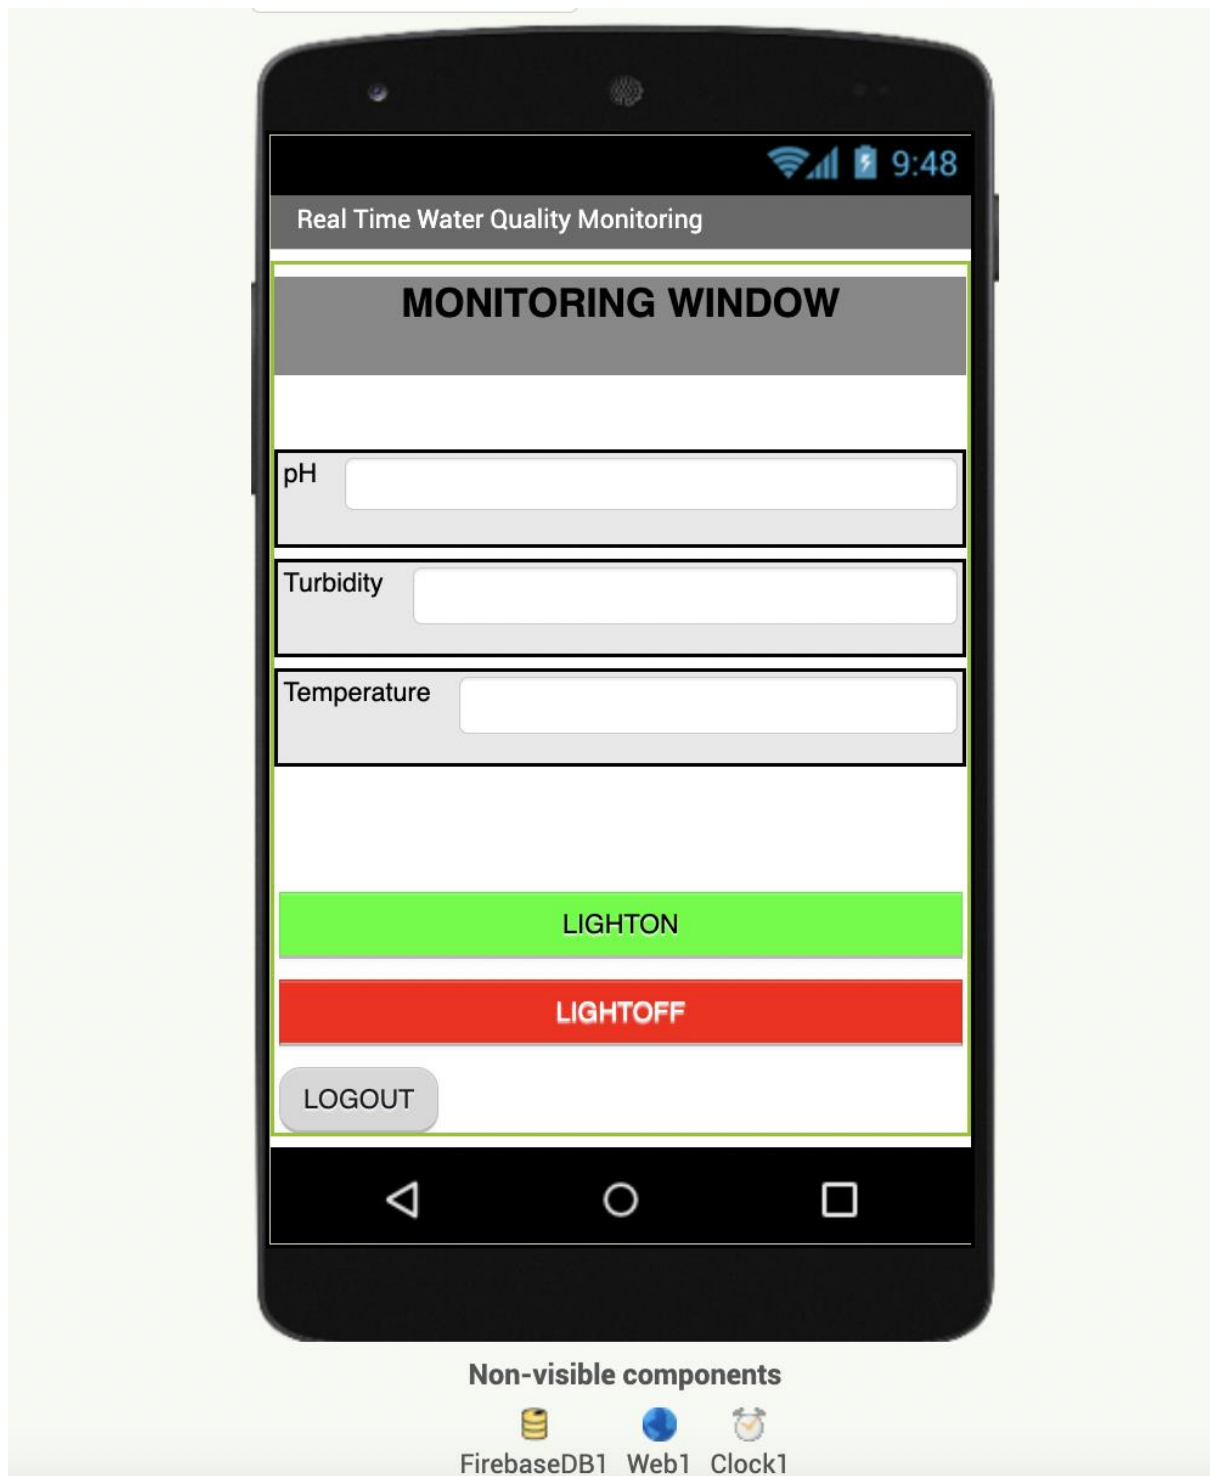 9:48
Real Time Water Quality Monitoring
MONITORING WINDOW
pH
Turbidity
Temperature
LIGHTON
LIGHTOFF
LOGOUT
Non-visible components
FirebaseDB1 Web1 Clock1